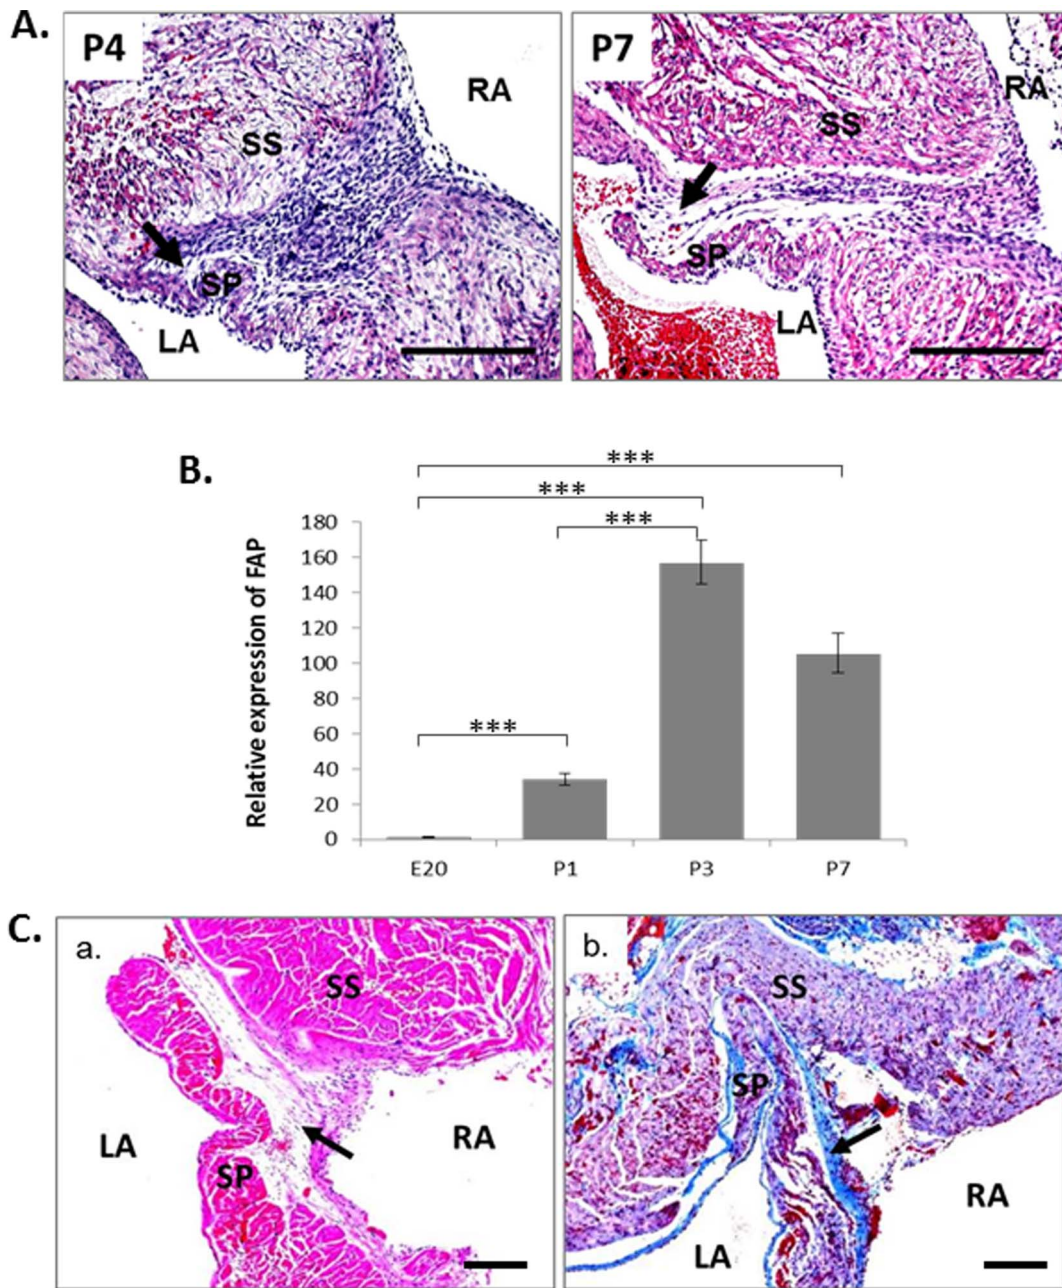 A.
P4
RA
SS
SP
LA
P7
RA
SS
SP
LA
B.
***
***
***
***
Relative expression of FAP
180
160
140
120
100
80
60
40
20
0
E20
P1
P3
P7
C.
a.
SS
LA
RA
SP
b.
SS
SP
RA
LA